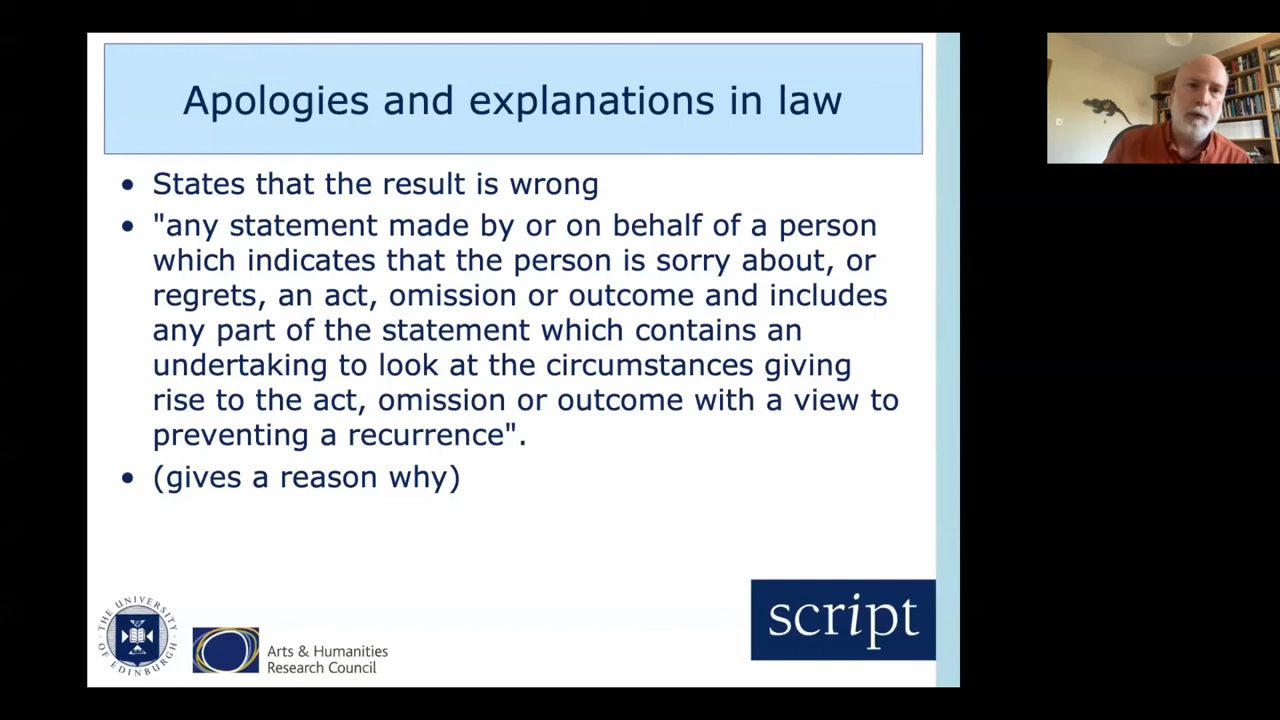 Apologies and explanations in law
• States that the result is wrong
• "any statement made by or on behalf of a person
which indicates that the person is sorry about, or
regrets, an act, omission or outcome and includes
any part of the statement which contains an
undertaking to look at the circumstances giving
rise to the act, omission or outcome with a view to
preventing a recurrence".
• (gives a reason why)
THE UNIVERSITY
OF EDINBURGH
Arts & Humanities
Research Council
script